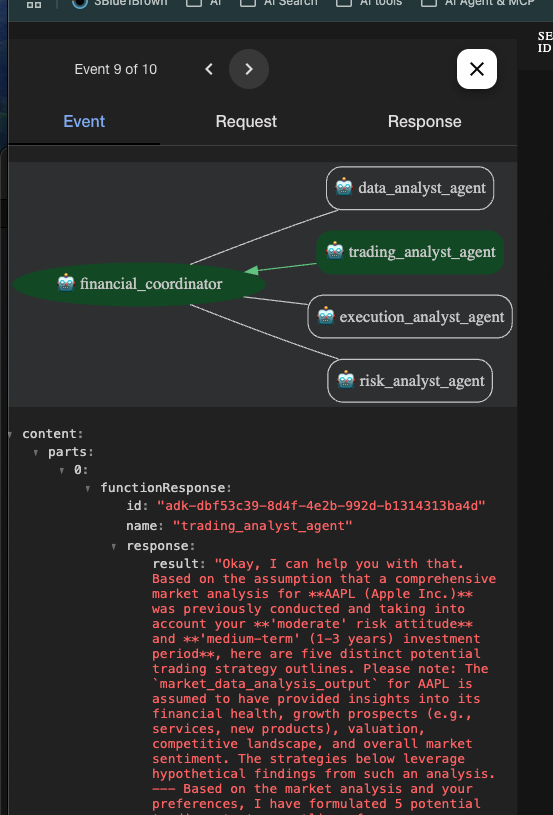 3Blue1Brown
AI
AI Search
AI tools
AI Agent & MCP
SE
ID
Event 9 of 10
Event
Request
Response
data_analyst_agent
trading_analyst_agent
financial_coordinator
execution_analyst_agent
risk_analyst_agent
content:
parts:
0:
functionResponse:
id: "adk-dbf53c39-8d4f-4e2b-992d-b1314313ba4d"
name: "trading_analyst_agent"
response:
result: "Okay, I can help you with that.
Based on the assumption that a comprehensive
market analysis for **AAPL (Apple Inc.)**
was previously conducted and taking into
account your **'moderate' risk attitude**
and **'medium-term' (1-3 years) investment
period**, here are five distinct potential
trading strategy outlines. Please note: The
`market_data_analysis_output` for AAPL is
assumed to have provided insights into its
financial health, growth prospects (e.g.,
services, new products), valuation,
competitive landscape, and overall market
sentiment. The strategies below leverage
hypothetical findings from such an analysis.
--- Based on the market analysis and your
preferences, I have formulated 5 potential